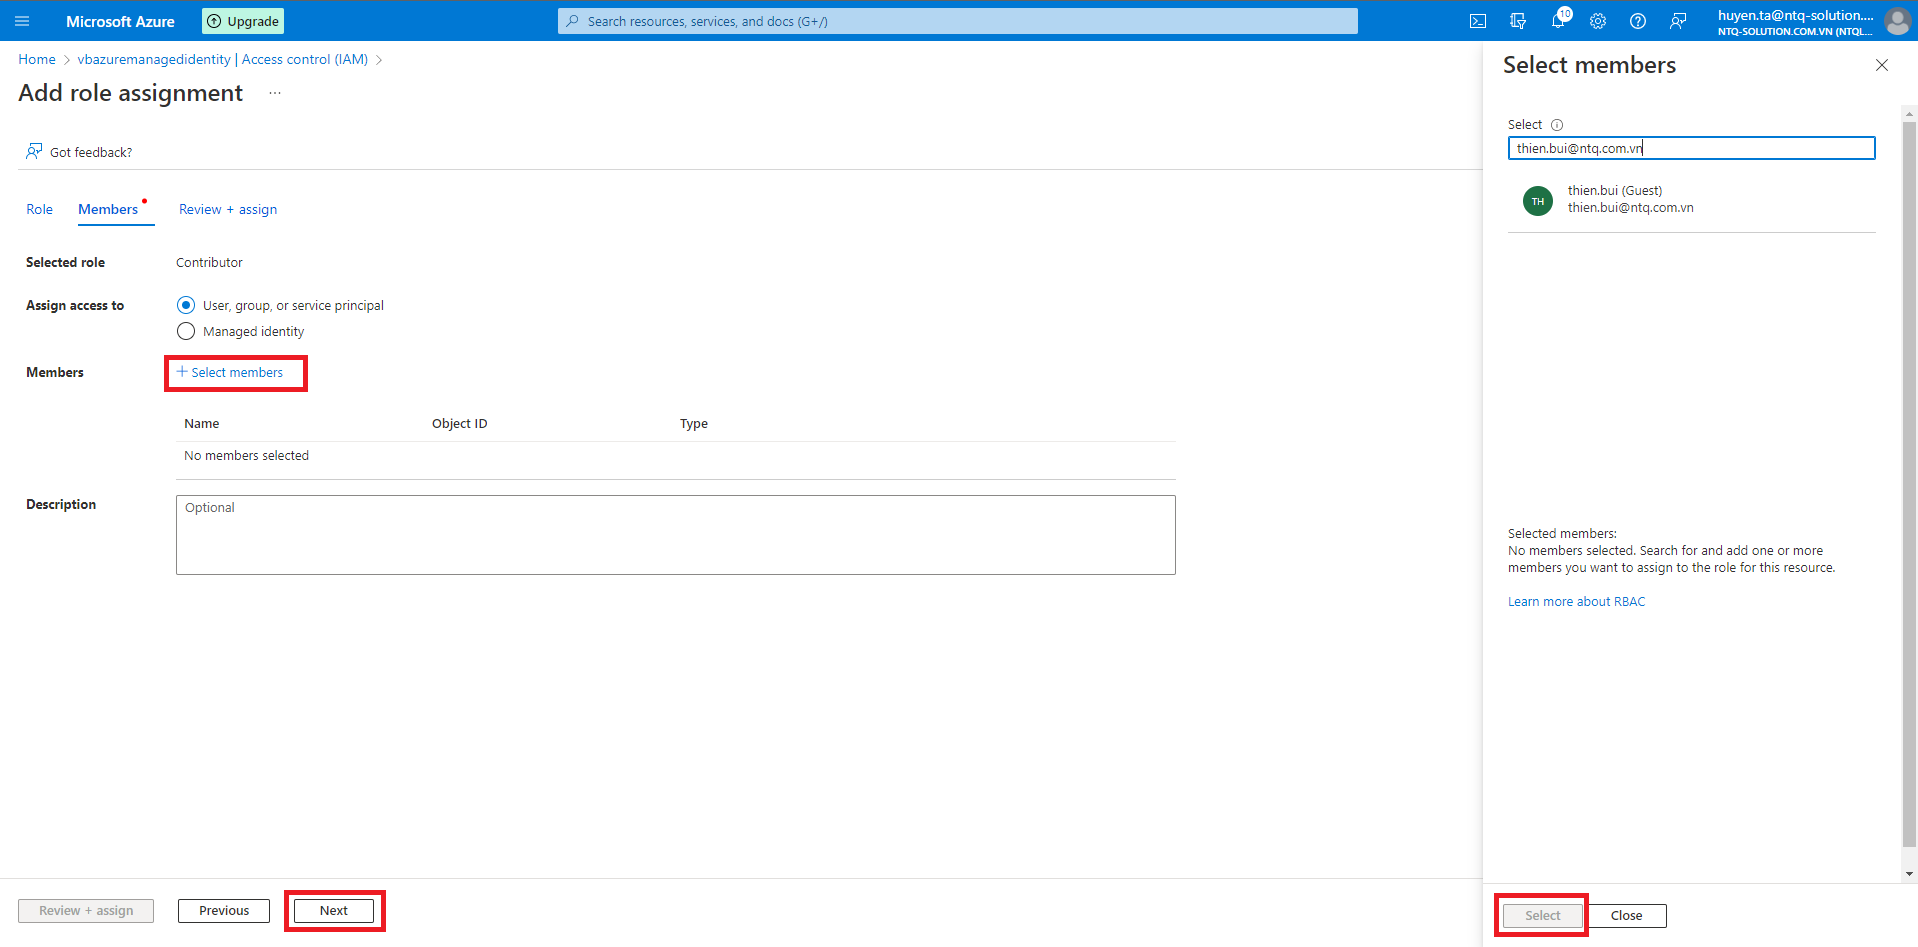 Microsoft Azure
Upgrade
Search resources, services, and docs (G+/)
10
huyen.ta@ntq-solution....
NTQ-SOLUTION.COM.VN (NTQL...
Home > vbazuremanagedidentity | Access control (IAM) >
Add role assignment ...
Got feedback?
Role
Members
Review + assign
Selected role
Contributor
Assign access to
User, group, or service principal
Managed identity
Members
+ Select members
Name
Object ID
Type
No members selected
Description
Optional
Review + assign
Previous
Next
Select members
Select
thien.bui@ntq.com.vn
TH
thien.bui (Guest)
thien.bui@ntq.com.vn
Selected members:
No members selected. Search for and add one or more
members you want to assign to the role for this resource.
Learn more about RBAC
Select
Close